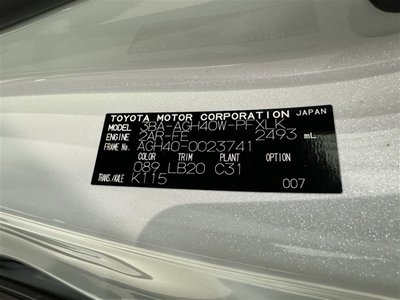 TOYOTA MOTOR CORPORATION JAPAN
MODEL 3BA-AGH40W-PFXLK
ENGINE 2AR-FE 2493 mL
FRAME No. AGH40-0023741
COLOR TRIM PLANT OPTION
089 LB20 C31
TRANS./AXLE K115
007